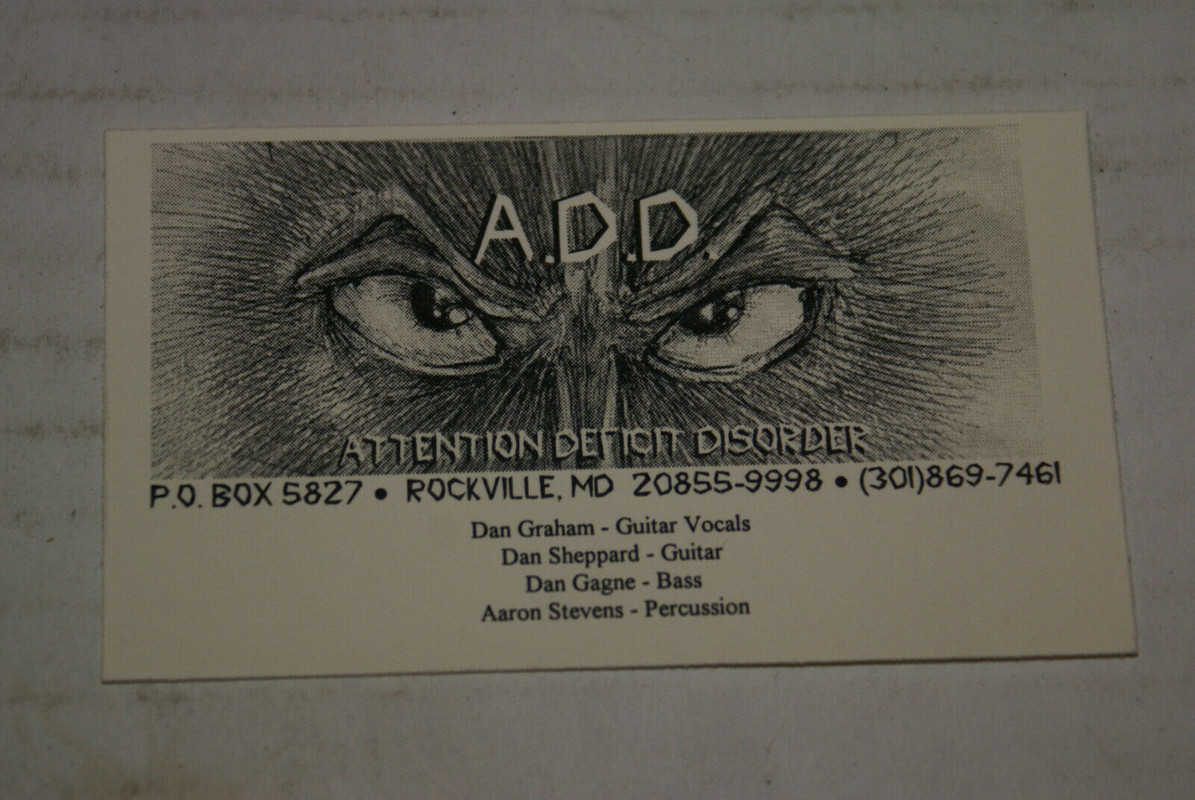 A.D.D.
ATTENTION DEFICIT DISORDER
P.O. BOX 5827 • ROCKVILLE, MD 20855-9998 • (301)869-7461
Dan Graham - Guitar Vocals
Dan Sheppard - Guitar
Dan Gagne - Bass
Aaron Stevens - Percussion